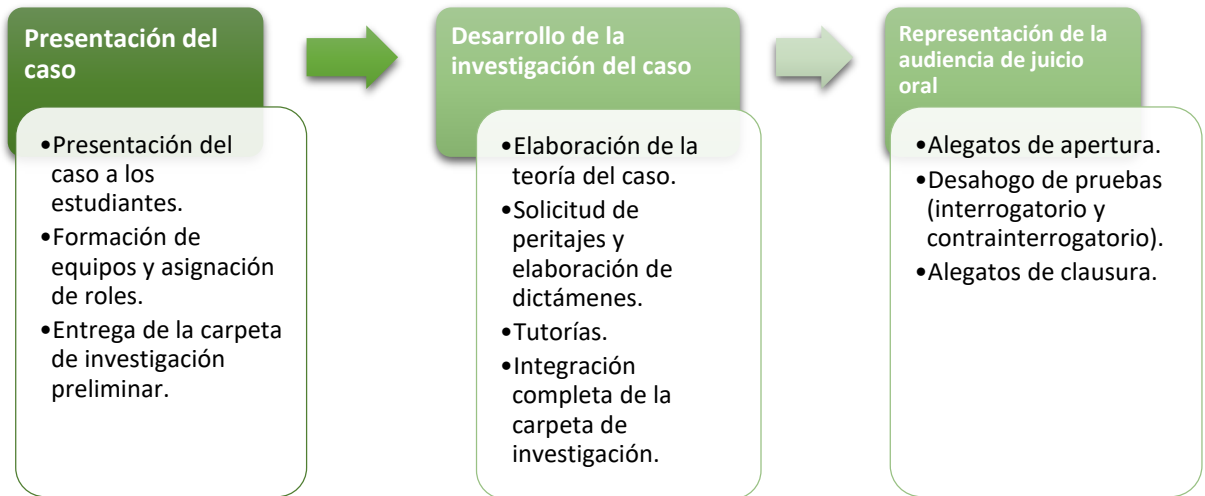 Presentación del
caso
•Presentación del
caso a los
estudiantes.
•Formación de
equipos y asignación
de roles.
•Entrega de la carpeta
de investigación
preliminar.
Desarrollo de la
investigación del caso
•Elaboración de la
teoría del caso.
•Solicitud de
peritajes y
elaboración de
dictámenes.
•Tutorías.
•Integración
completa de la
carpeta de
investigación.
Representación de la
audiencia de juicio
oral
•Alegatos de apertura.
•Desahogo de pruebas
(interrogatorio y
contrainterrogatorio).
•Alegatos de clausura.